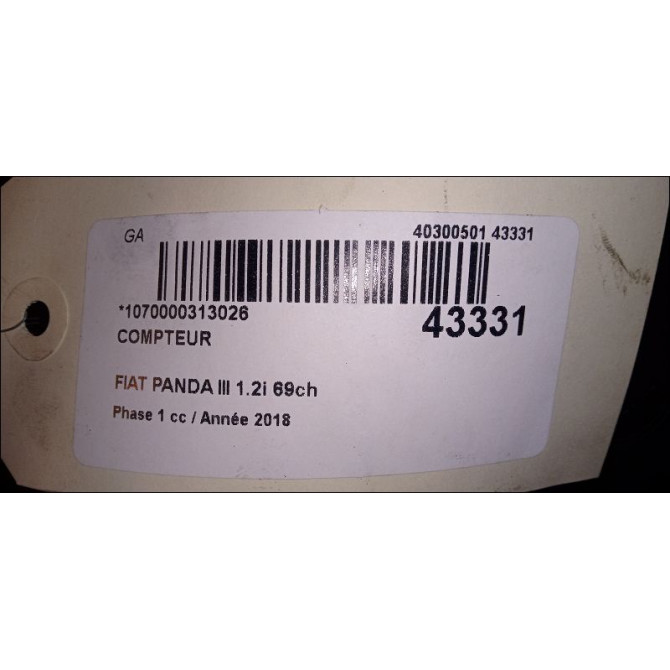 GA 40300501 43331
*1070000313026 43331
COMPTEUR
FIAT PANDA III 1.2i 69ch
Phase 1 cc / Année 2018